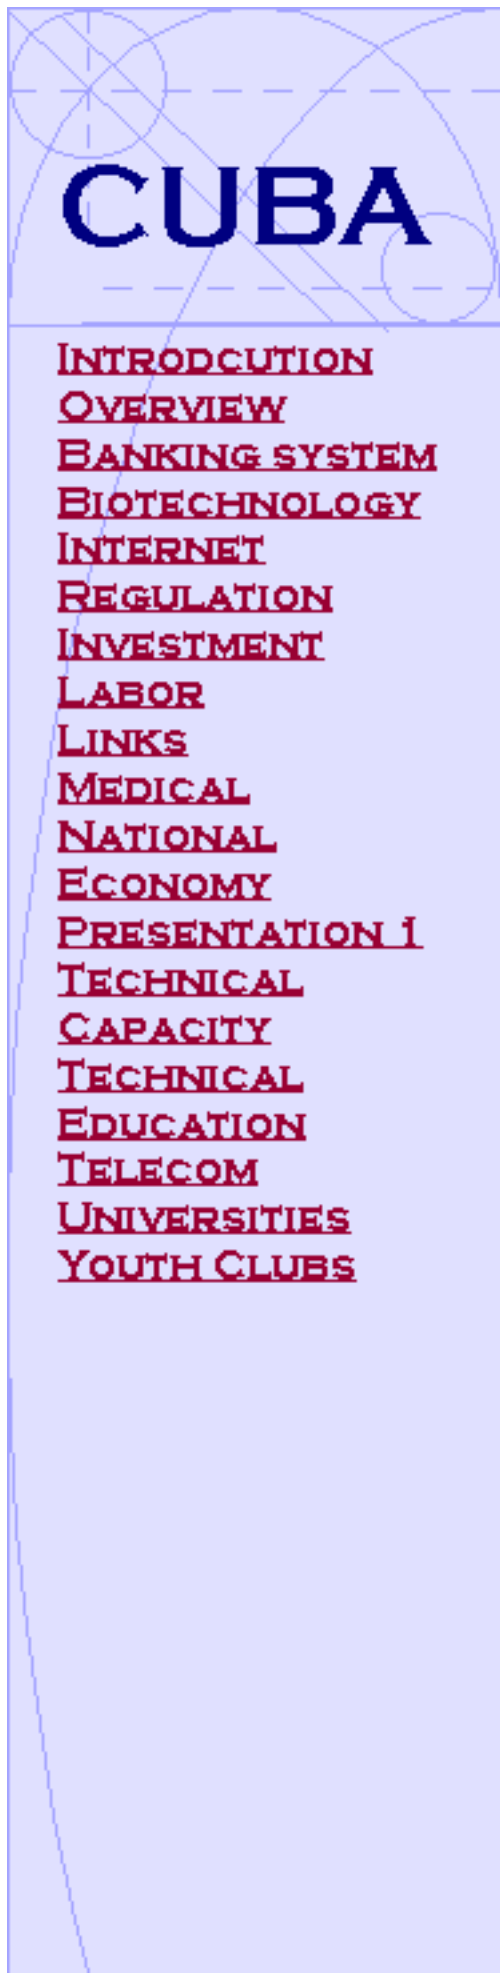 CUBA
INTRODCUTION
OVERVIEW
BANKING SYSTEM
BIOTECHNOLOGY
INTERNET
REGULATION
INVESTMENT
LABOR
LINKS
MEDICAL
NATIONAL
ECONOMY
PRESENTATION 1
TECHNICAL
CAPACITY
TECHNICAL
EDUCATION
TELECOM
UNIVERSITIES
YOUTH CLUBS